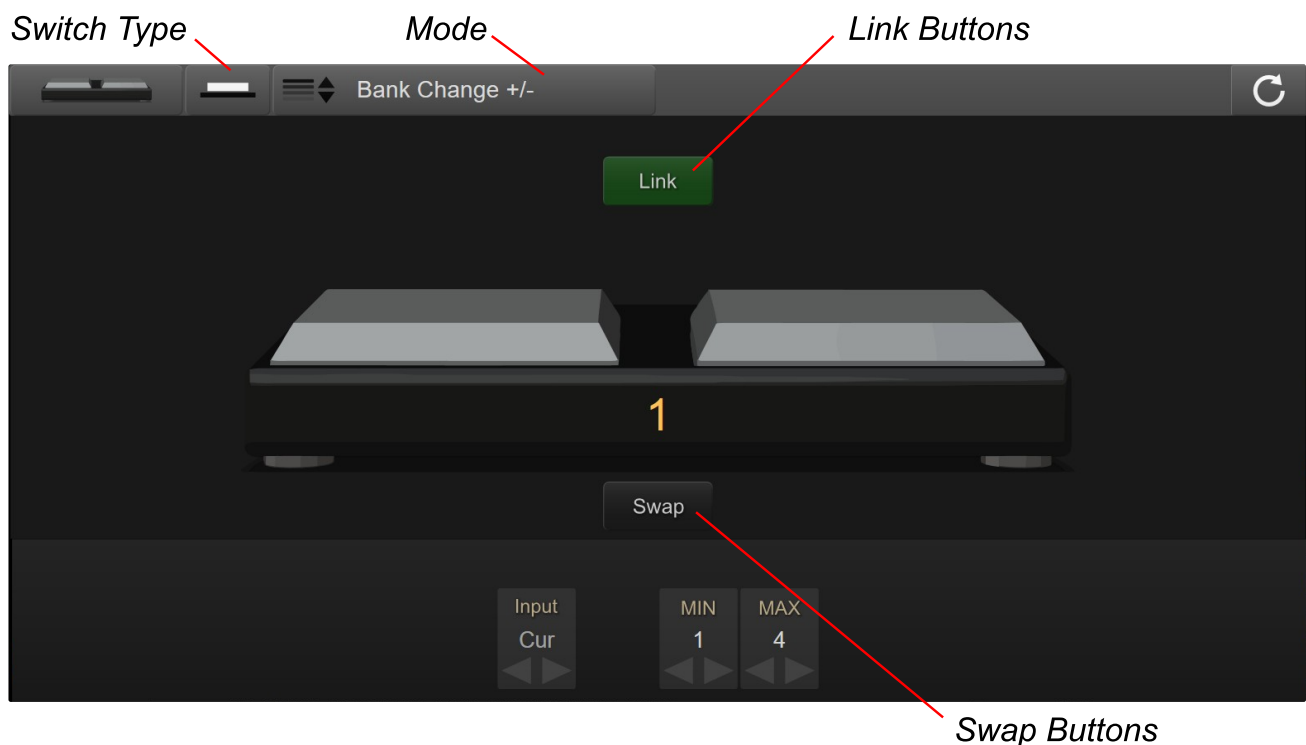 Switch Type
Mode
Link Buttons
Bank Change +/-
Link
1
Swap
Input
Cur
MIN
1
MAX
4
Swap Buttons